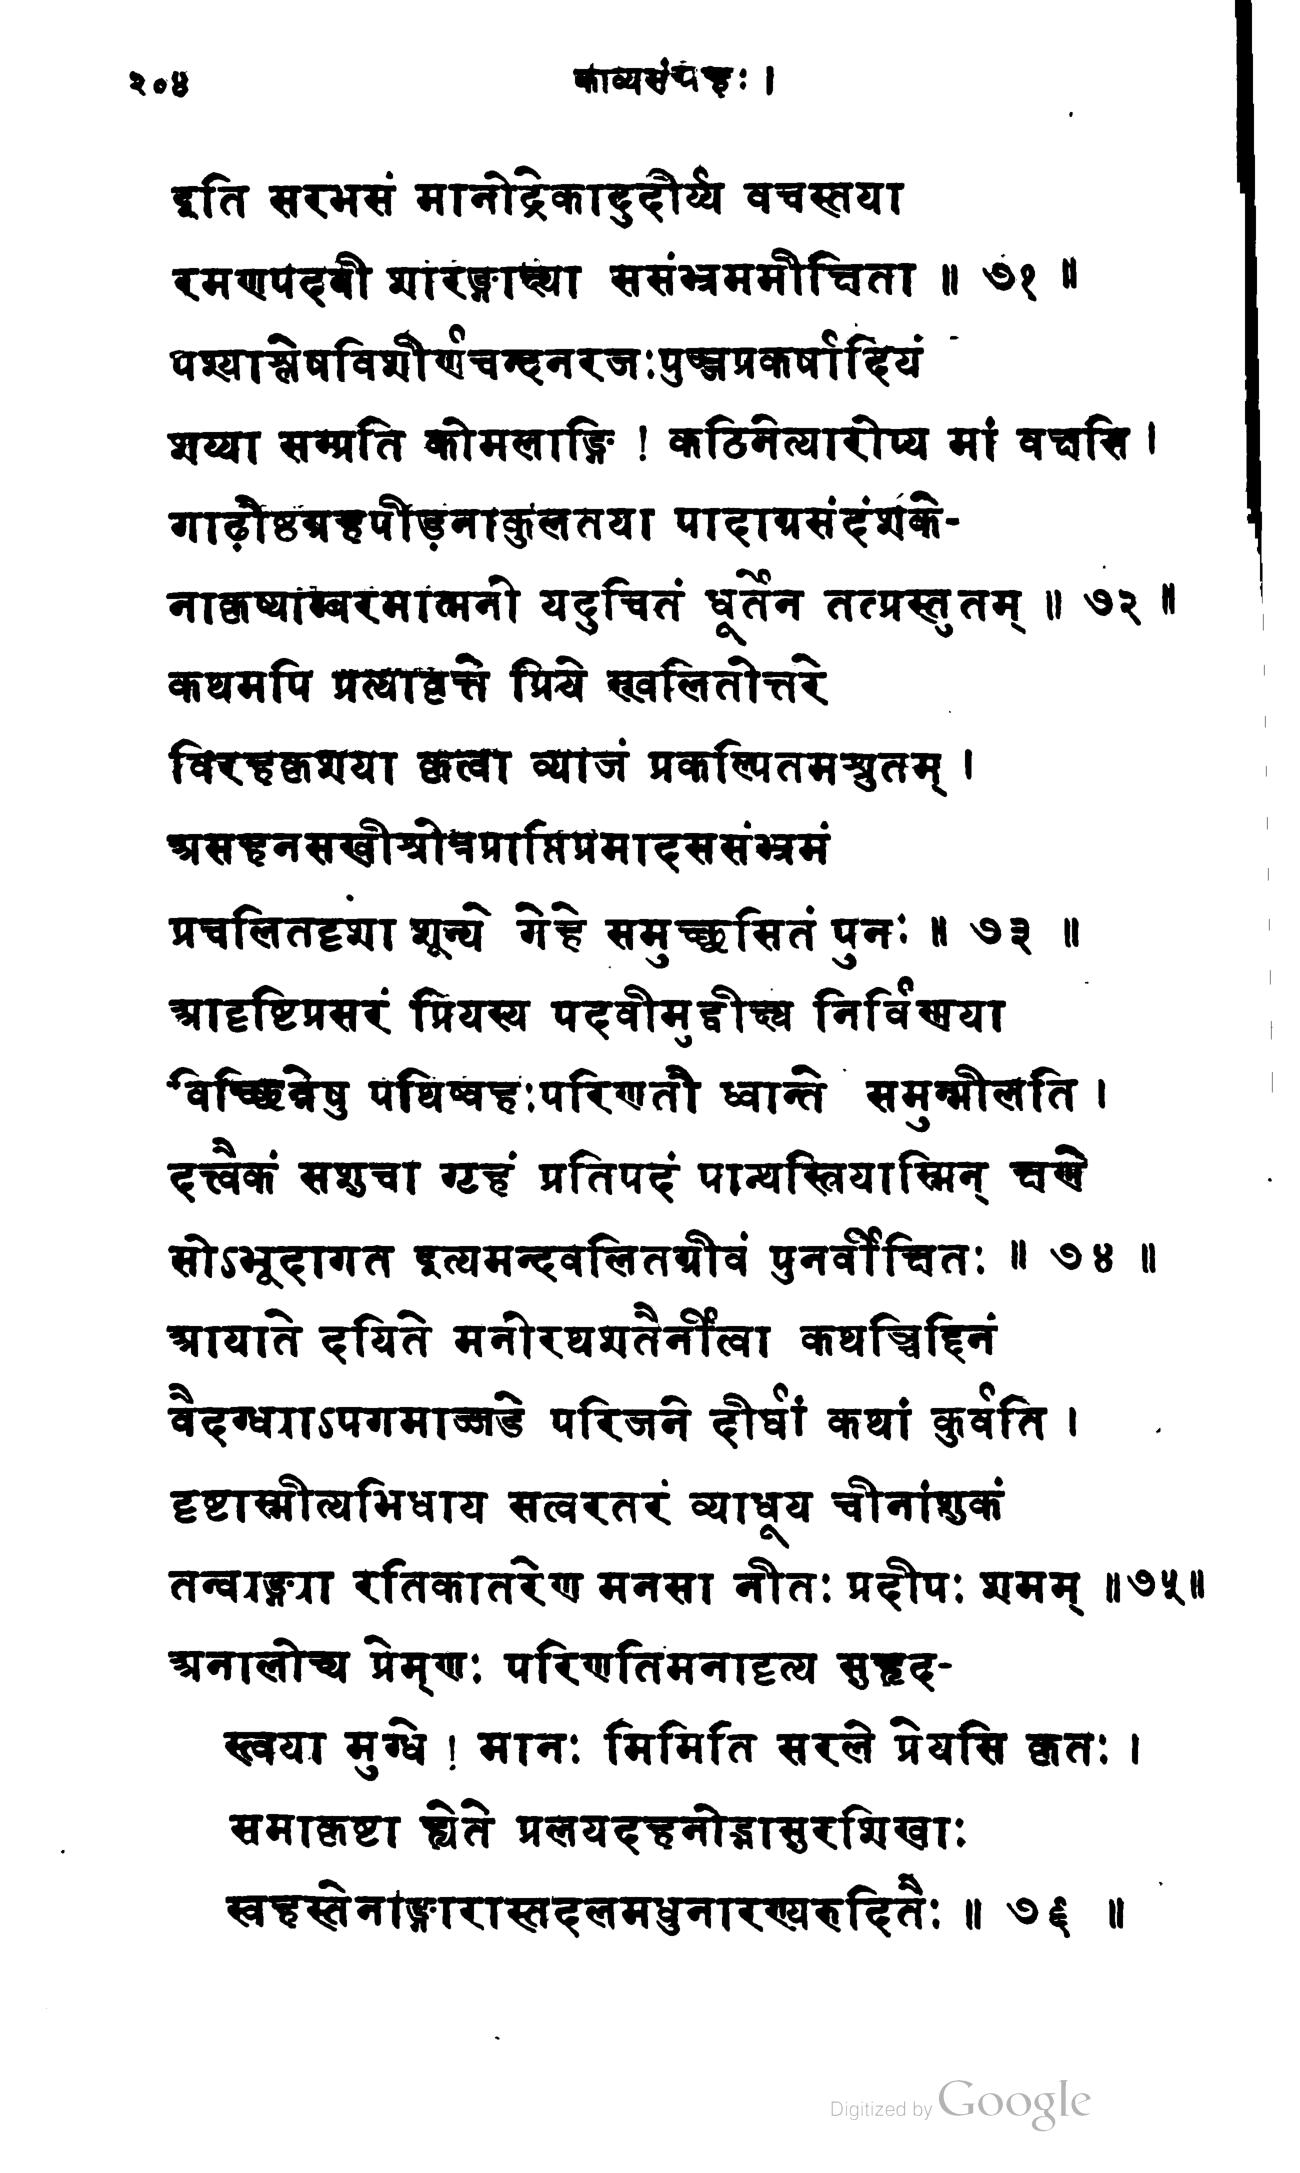 २०४ काव्यसंग्रहः ।
इति सरभसं मानोद्रेकादुदीर्य्य वचस्तया
रमणपदवी शारङ्गाक्ष्या ससंभ्रममीक्षिता ॥ ७१ ॥
पश्याश्लेषविशीर्णचन्दनरजःपुञ्जप्रकर्षादियं
शय्या सम्प्रति कोमलाङ्गि ! कठिनेत्यारोप्य मां वक्षसि ।
गाढ़ौष्ठग्रहपीड़नाकुलतया पादाग्रसंदंशके-
नाकृष्याम्बरमात्मनो यदुचितं धूर्तेन तत्प्रस्तुतम् ॥ ७२ ॥
कथमपि प्रत्यावृत्ते प्रिये स्खलितोत्तरे
विरहकृशया कृत्वा व्याजं प्रकल्पितमश्रुतम् ।
असहनसखीश्रोत्रप्राप्तिप्रमादससंभ्रमं
प्रचलितदृशा शून्ये गेहे समुच्छ्वसितं पुनः ॥ ७३ ॥
आदृष्टिप्रसरं प्रियस्य पदवीमुद्वीक्ष्य निर्विण्णया
विच्छिन्नेषु पथिष्वहःपरिणतौ ध्वान्ते समुन्मीलति ।
दत्त्वैकं सशुचा गृहं प्रतिपदं पान्थस्त्रियास्मिन् क्षणे
सोऽभूदागत इत्यमन्दवलितग्रीवं पुनर्वीक्षितः ॥ ७४ ॥
आयाते दयिते मनोरथशतैर्नीत्वा कथञ्चिद्दिनं
वैदग्ध्याऽपगमाज्जडे परिजने दीर्घां कथां कुर्वति ।
दृष्टास्मीत्यभिधाय सत्वरतरं व्याधूय चीनांशुकं
तन्वाङ्ग्या रतिकातरेण मनसा नीतः प्रदीपः शमम् ॥७५॥
अनालोच्य प्रेम्णः परिणतिमनादृत्य सुहृद-
स्त्वया मुग्धे ! मानः मिमिति सरले प्रेयसि कृतः ।
समाकृष्टा ह्येते प्रलयदहनोद्भासुरशिखाः
स्वहस्तेनाङ्गारास्तदलमधुनारण्यरुदितैः ॥ ७६ ॥
Digitized by Google